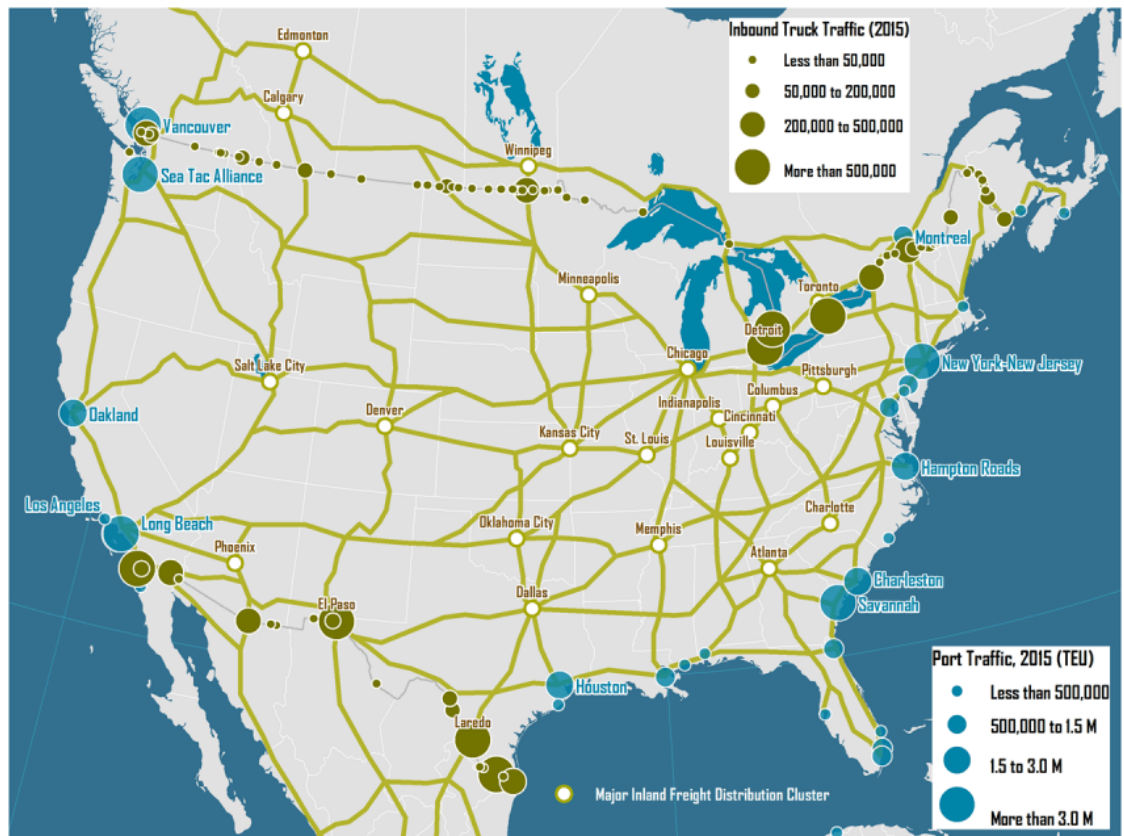 Inbound Truck Traffic (2015)
Less than 50,000
50,000 to 200,000
200,000 to 500,000
More than 500,000
Edmonton
Calgary
Vancouver
Winnipeg
Sea Tac Alliance
Montreal
Minneapolis
Toronto
Detroit
Chicago
New York-New Jersey
Salt Lake City
Pittsburgh
Columbus
Indianapolis
Cincinnati
Oakland
Denver
Kansas City
St. Louis
Louisville
Hampton Roads
Los Angeles
Long Beach
Charlotte
Oklahoma City
Memphis
Phoenix
Atlanta
Charleston
Dallas
El Paso
Savannah
Port Traffic, 2015 (TEU)
Less than 500,000
500,000 to 1.5 M
1.5 to 3.0 M
More than 3.0 M
Hóuston
Laredo
Major Inland Freight Distribution Cluster